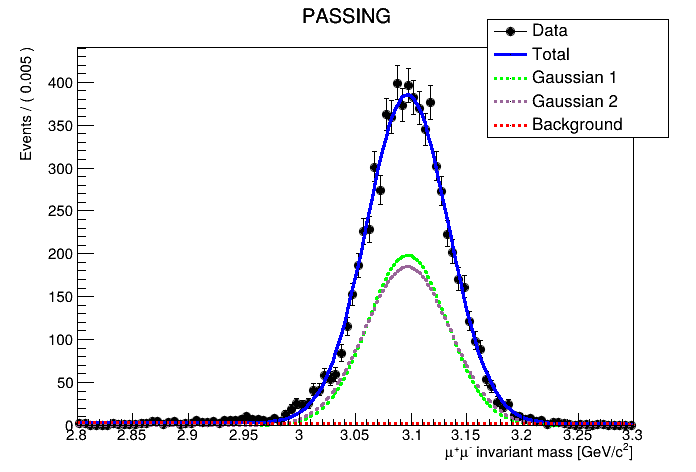 PASSING
Data
Total
Gaussian 1
Gaussian 2
Background
Events / ( 0.005 )
400
350
300
250
200
150
100
50
0
2.8 2.85 2.9 2.95 3 3.05 3.1 3.15 3.2 3.25 3.3
μ⁺μ⁻ invariant mass [GeV/c²]